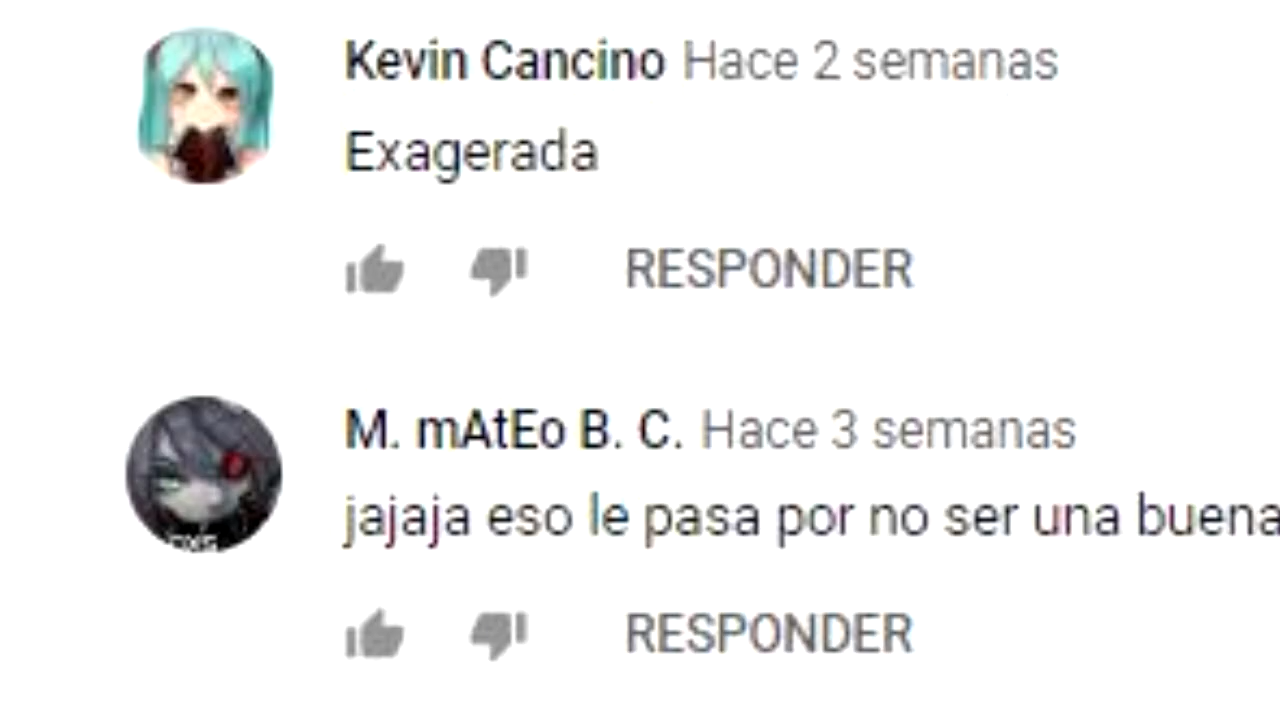 Kevin Cancino Hace 2 semanas
Exagerada
RESPONDER
M. mAtEo B. C. Hace 3 semanas
jajaja eso le pasa por no ser una buena
RESPONDER